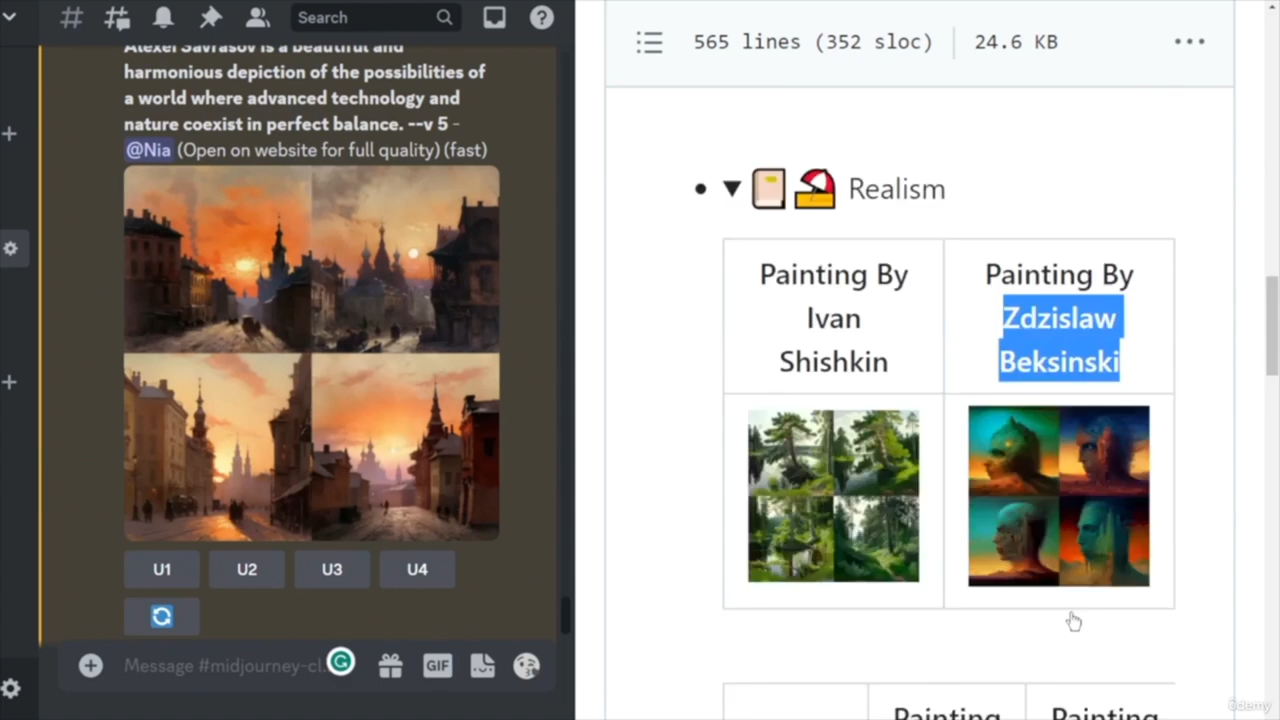 Search
Alexei Savrasov is a beautiful and
harmonious depiction of the possibilities of
a world where advanced technology and
nature coexist in perfect balance. --v 5 -
@Nia (Open on website for full quality) (fast)
U1 U2 U3 U4
Message #midjourney-cl
GIF
565 lines (352 sloc) 24.6 KB
Realism
Painting By
Ivan
Shishkin
Painting By
Zdzislaw
Beksinski
Painting Painting
ûdemy